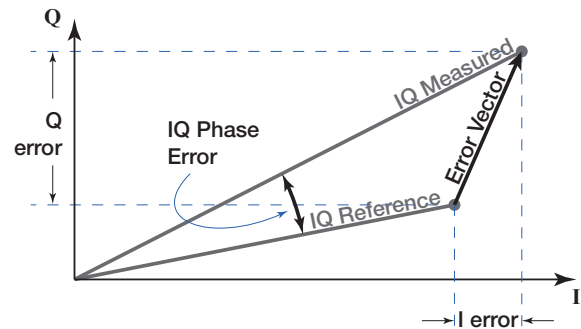 Q
IQ Measured
Error Vector
Q
error
IQ Phase
Error
IQ Reference
I
I error